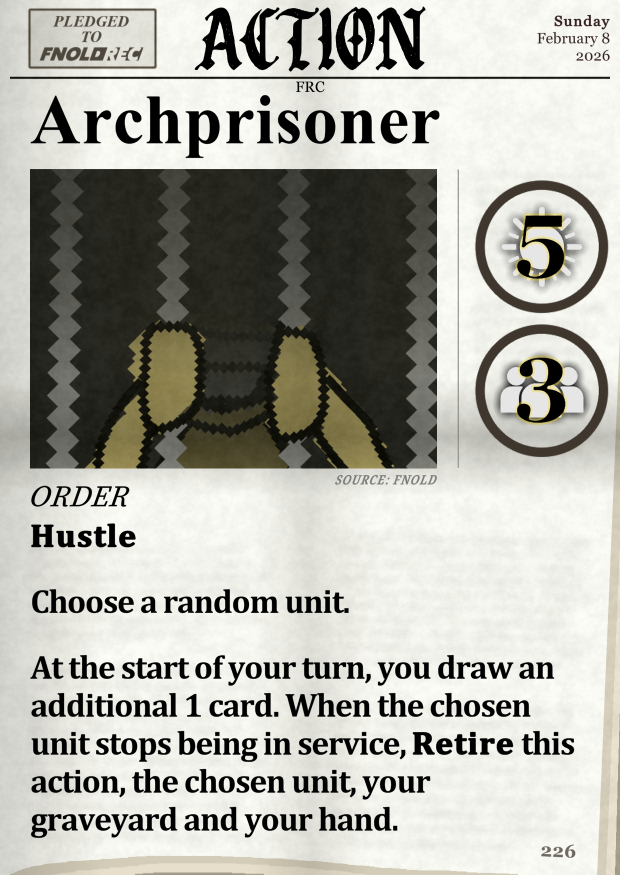 PLEDGED
TO
FNOLD REC
ACTION
Sunday
February 8
2026
FRC
Archprisoner
5
3
SOURCE: FNOLD
ORDER
Hustle
Choose a random unit.
At the start of your turn, you draw an
additional 1 card. When the chosen
unit stops being in service, Retire this
action, the chosen unit, your
graveyard and your hand.
226